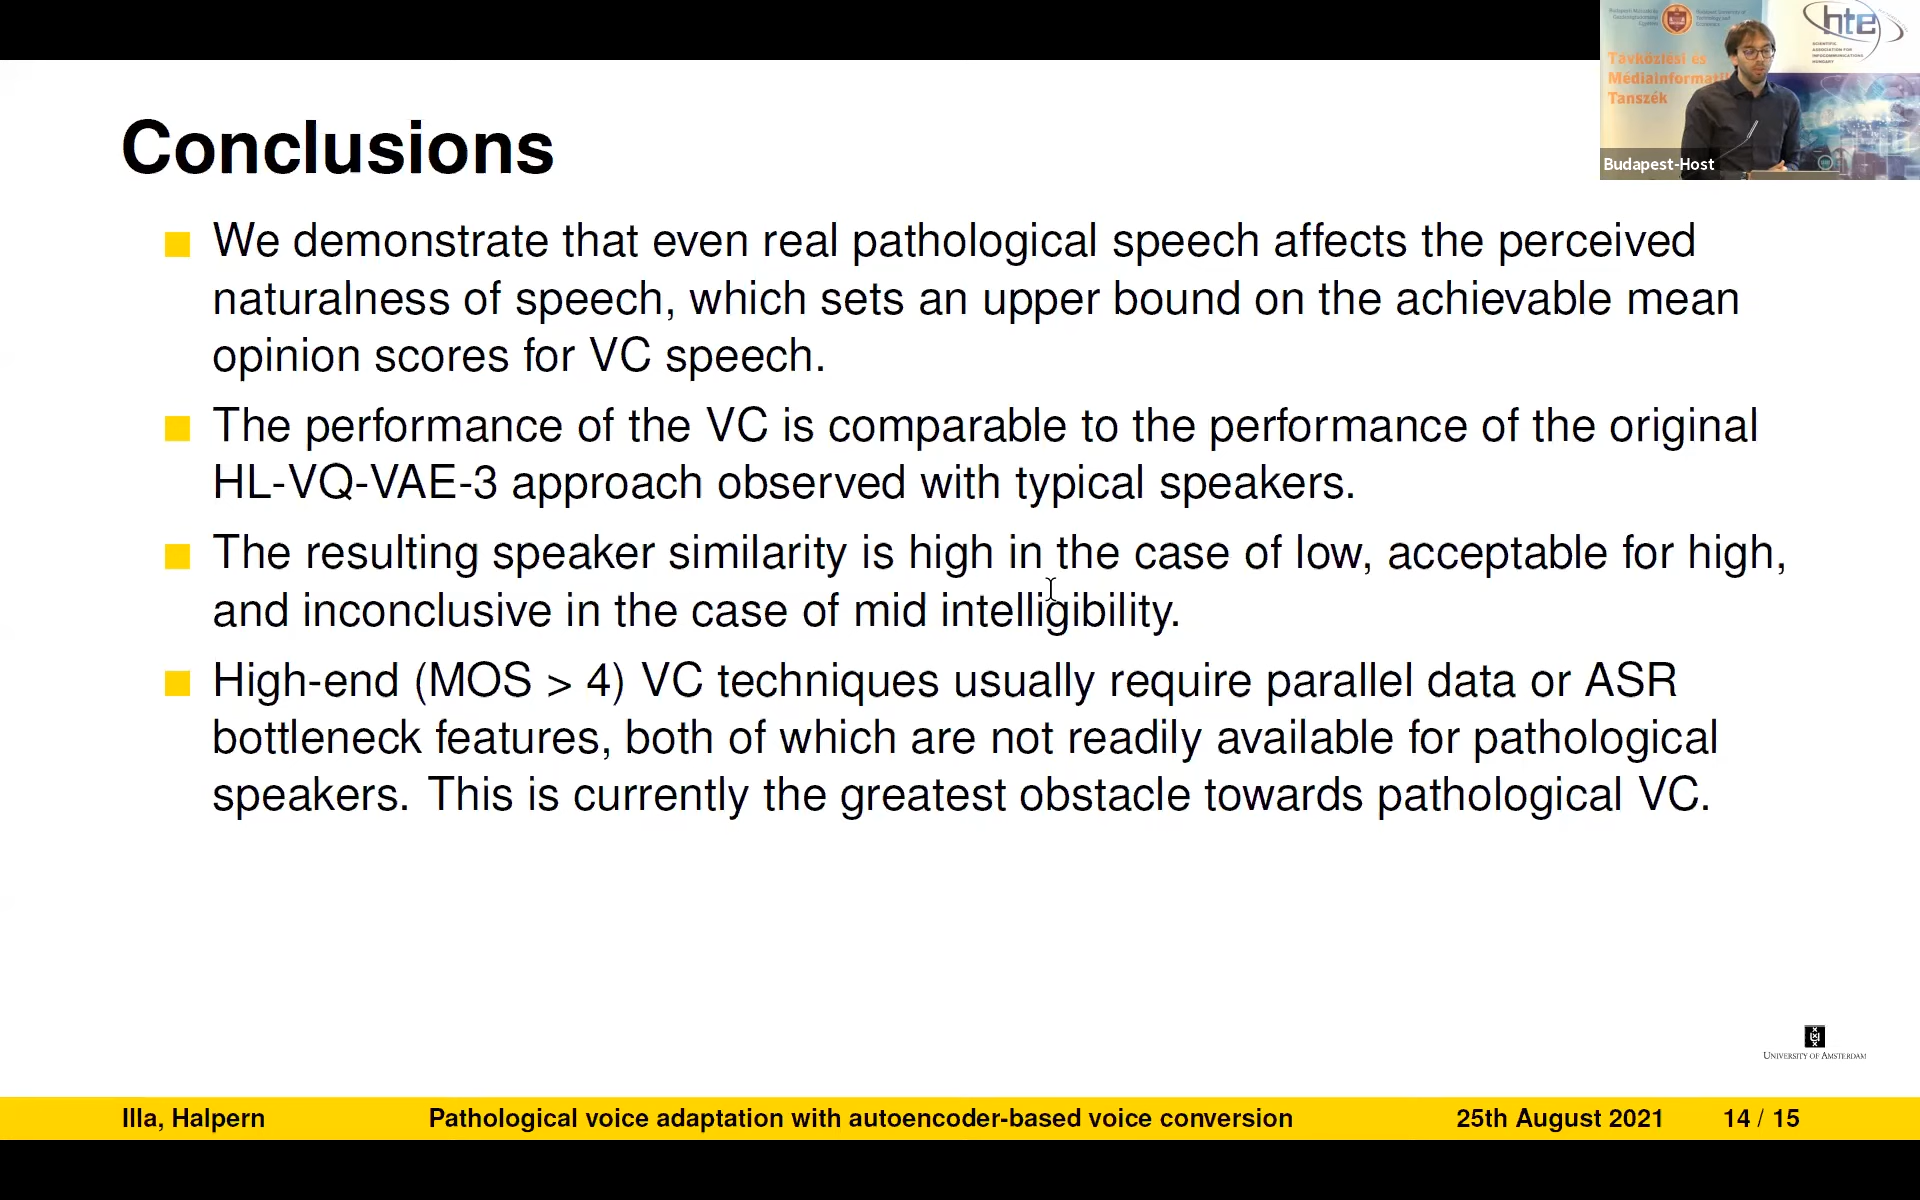 Conclusions
We demonstrate that even real pathological speech affects the perceived
naturalness of speech, which sets an upper bound on the achievable mean
opinion scores for VC speech.
The performance of the VC is comparable to the performance of the original
HL-VQ-VAE-3 approach observed with typical speakers.
The resulting speaker similarity is high in the case of low, acceptable for high,
and inconclusive in the case of mid intelligibility.
High-end (MOS > 4) VC techniques usually require parallel data or ASR
bottleneck features, both of which are not readily available for pathological
speakers. This is currently the greatest obstacle towards pathological VC.
Távközlési és
Médiainformati
Tanszék
hte
SCIENTIFIC
ASSOCIATION FOR
INFOCOMMUNICATIONS
HUNGARY
Budapest-Host
UNIVERSITY OF AMSTERDAM
Illa, Halpern Pathological voice adaptation with autoencoder-based voice conversion 25th August 2021 14 / 15